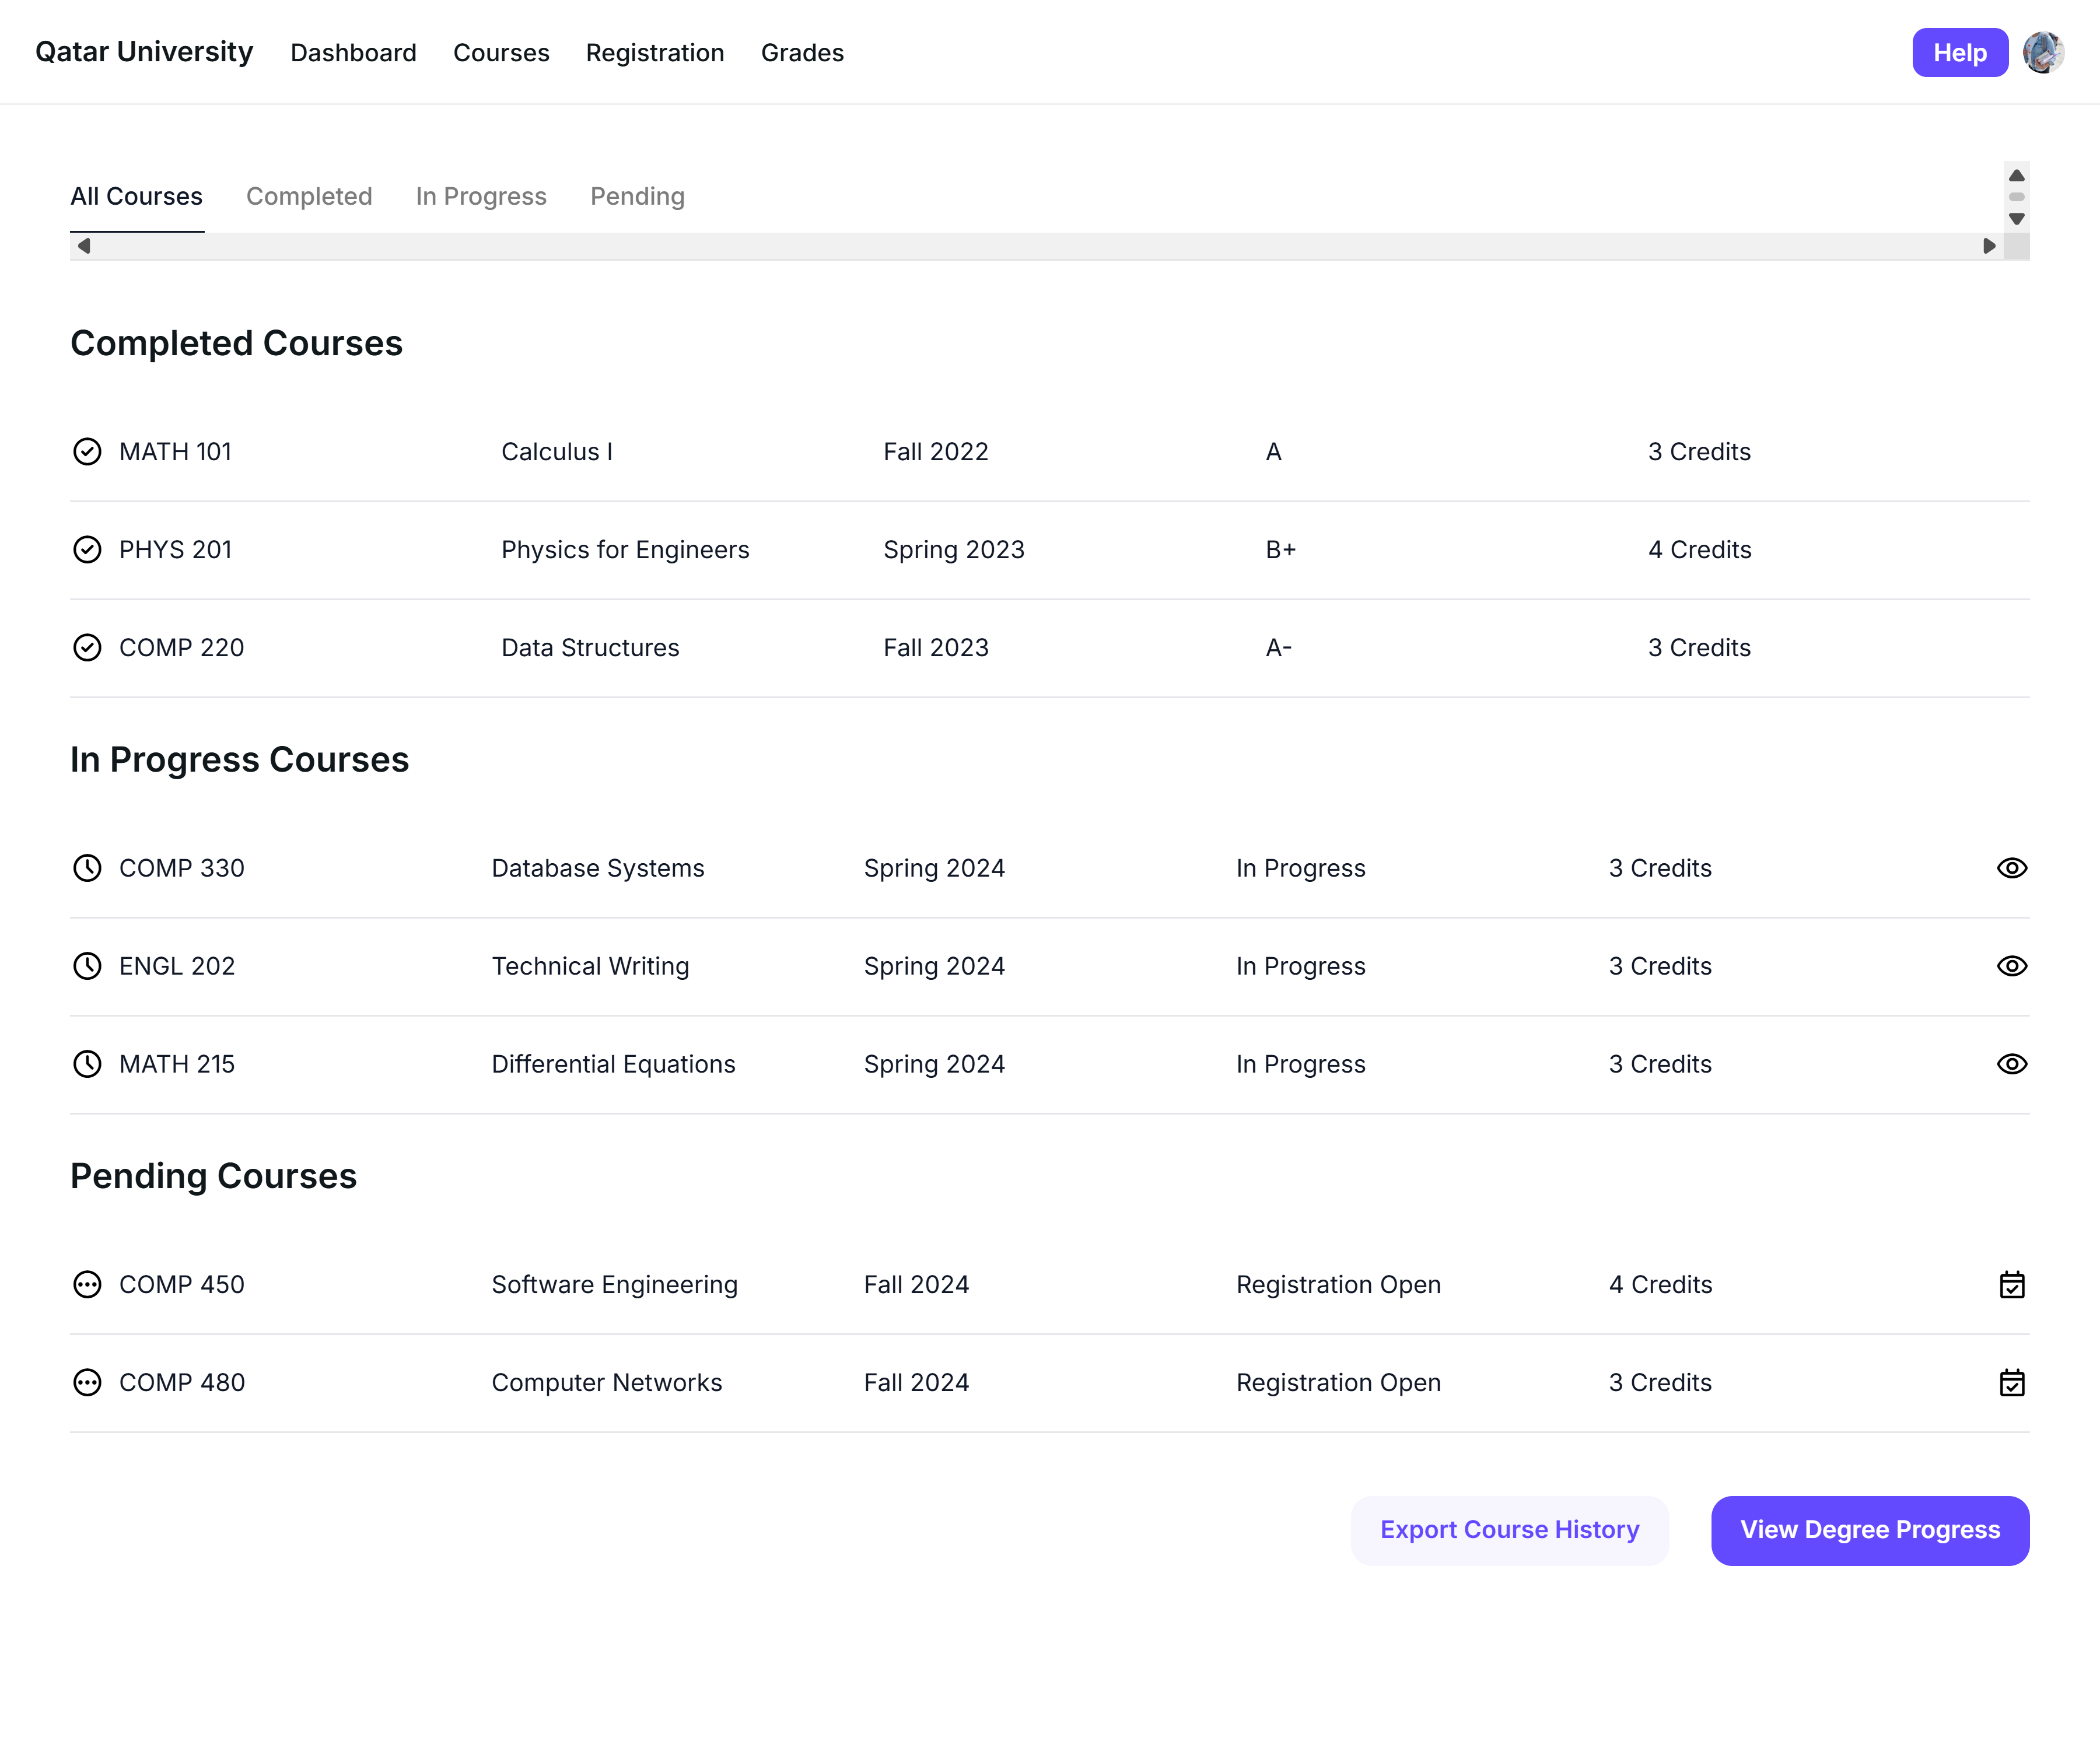 Qatar University Dashboard Courses Registration Grades Help
All Courses Completed In Progress Pending
Completed Courses
MATH 101 Calculus I Fall 2022 A 3 Credits
PHYS 201 Physics for Engineers Spring 2023 B+ 4 Credits
COMP 220 Data Structures Fall 2023 A- 3 Credits
In Progress Courses
COMP 330 Database Systems Spring 2024 In Progress 3 Credits
ENGL 202 Technical Writing Spring 2024 In Progress 3 Credits
MATH 215 Differential Equations Spring 2024 In Progress 3 Credits
Pending Courses
COMP 450 Software Engineering Fall 2024 Registration Open 4 Credits
COMP 480 Computer Networks Fall 2024 Registration Open 3 Credits
Export Course History View Degree Progress